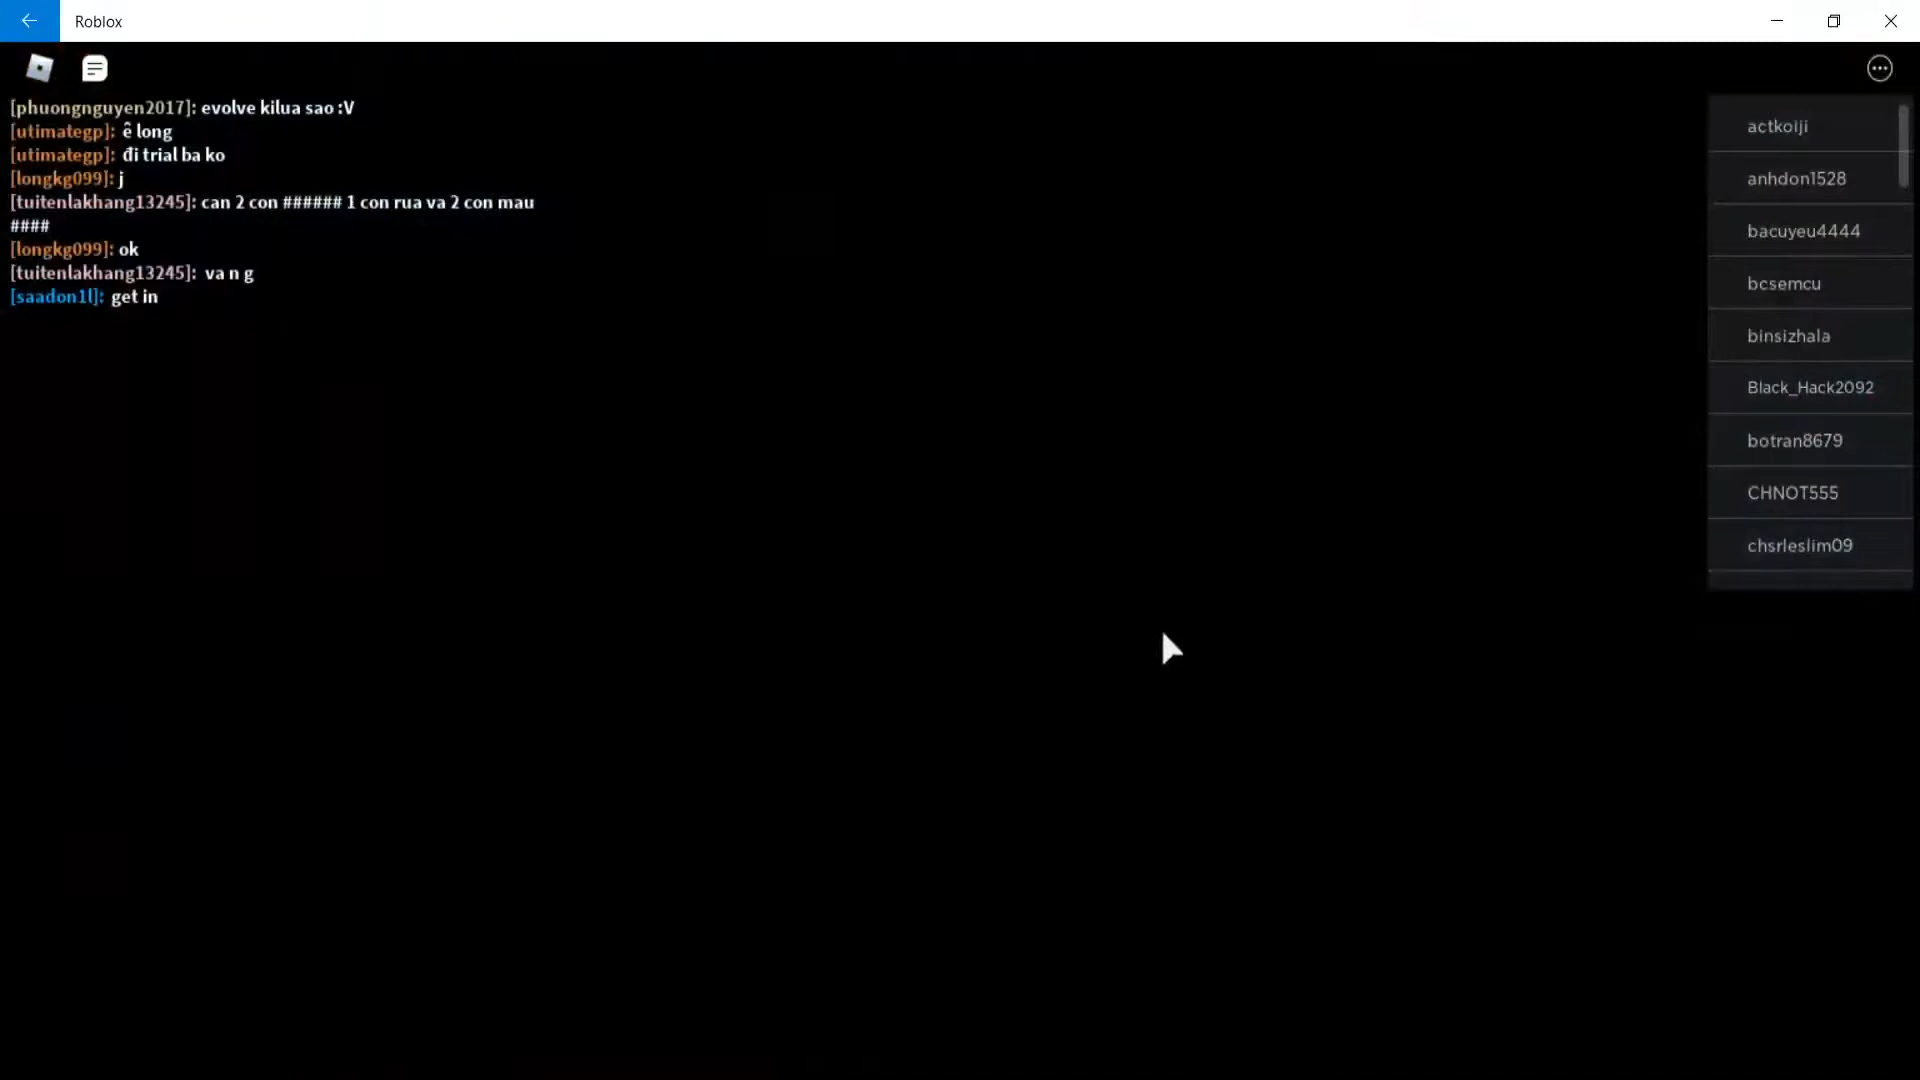 Roblox
[phuongnguyen2017]: evolve kilua sao :V
[utimategp]: ê long
[utimategp]: đi trial ba ko
[longkg099]: j
[tuitenlakhang13245]: can 2 con ###### 1 con rua va 2 con mau
####
[longkg099]: ok
[tuitenlakhang13245]: va n g
[saadon1l]: get in
actkoiji
anhdon1528
bacuyeu4444
bcsemcu
binsizhala
Black_Hack2092
botran8679
CHNOT555
chsrleslim09